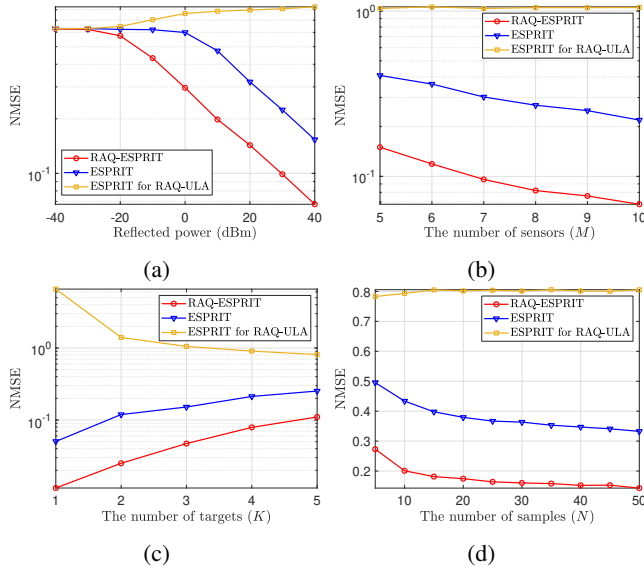 NMSE
10^-1
RAQ-ESPRIT
ESPRIT
ESPRIT for RAQ-ULA
-40 -20 0 20 40
Reflected power (dBm)
(a)
NMSE
10^0
10^-1
RAQ-ESPRIT
ESPRIT
ESPRIT for RAQ-ULA
5 6 7 8 9 10
The number of sensors (M)
(b)
NMSE
10^0
10^-1
RAQ-ESPRIT
ESPRIT
ESPRIT for RAQ-ULA
1 2 3 4 5
The number of targets (K)
(c)
NMSE
0.8
0.7
0.6
0.5
0.4
0.3
0.2
RAQ-ESPRIT
ESPRIT
ESPRIT for RAQ-ULA
10 20 30 40 50
The number of samples (N)
(d)